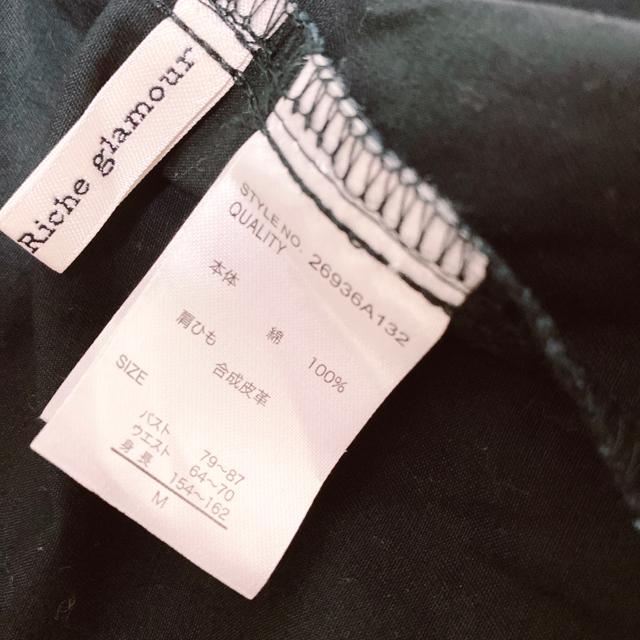 Riche glamour
STYLE NO. 26936A132
QUALITY
本体 綿 100%
肩ひも 合成皮革
SIZE
バスト 79~87
ウエスト 64~70
身長 154~162
M